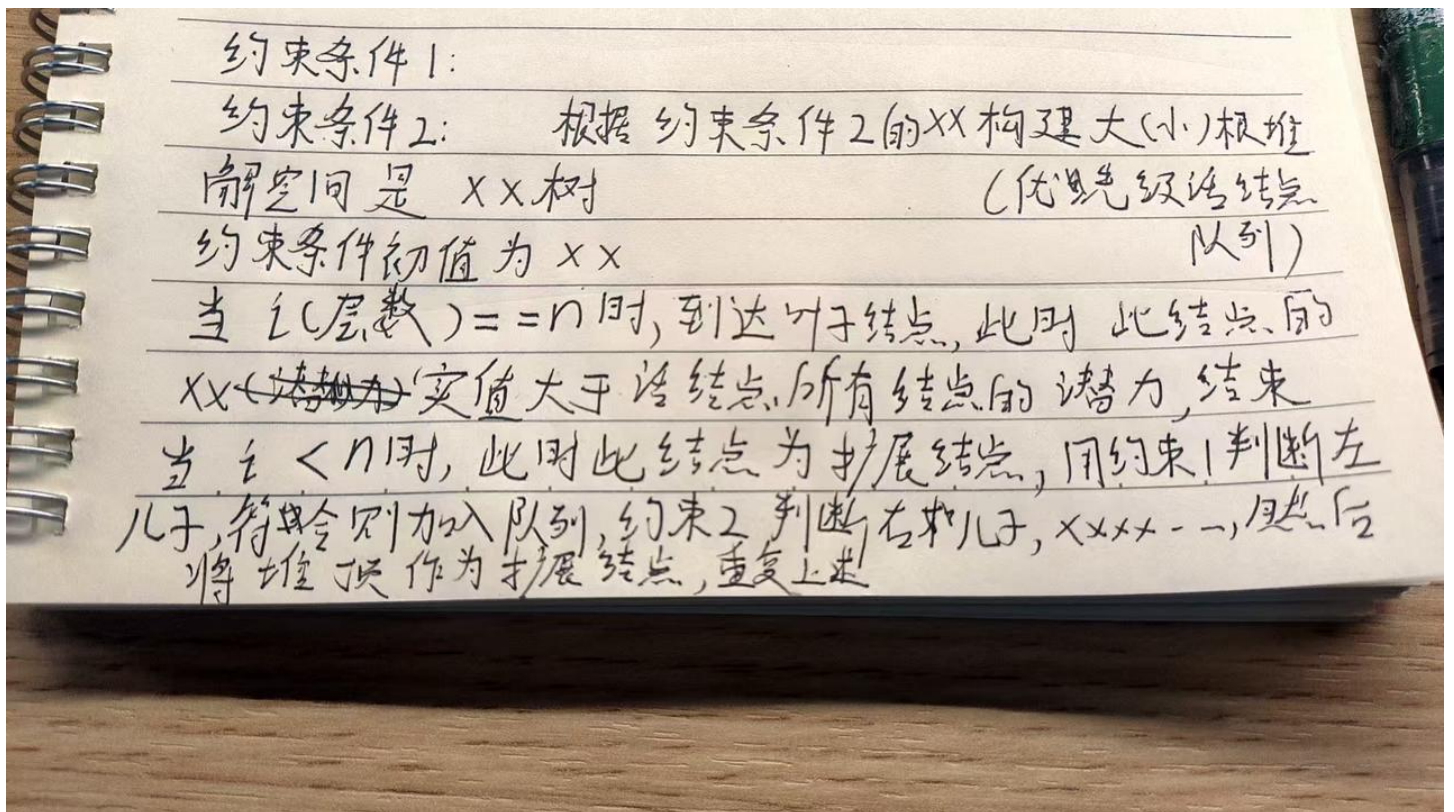 约束条件1:
约束条件2: 根据约束条件2的XX构建大(小)根堆
解空间是 XX树 (优先级活结点
约束条件初值为XX 队列)
当 i(层数)==n时,到达叶子结点,此时此结点的
XX实值大于活结点所有结点的潜力,结束
当 i<n时,此时此结点为扩展结点,用约束1判断左
儿子,符合则加入队列,约束2判断右儿子,XXXX--,然后
将堆顶作为扩展结点,重复上述